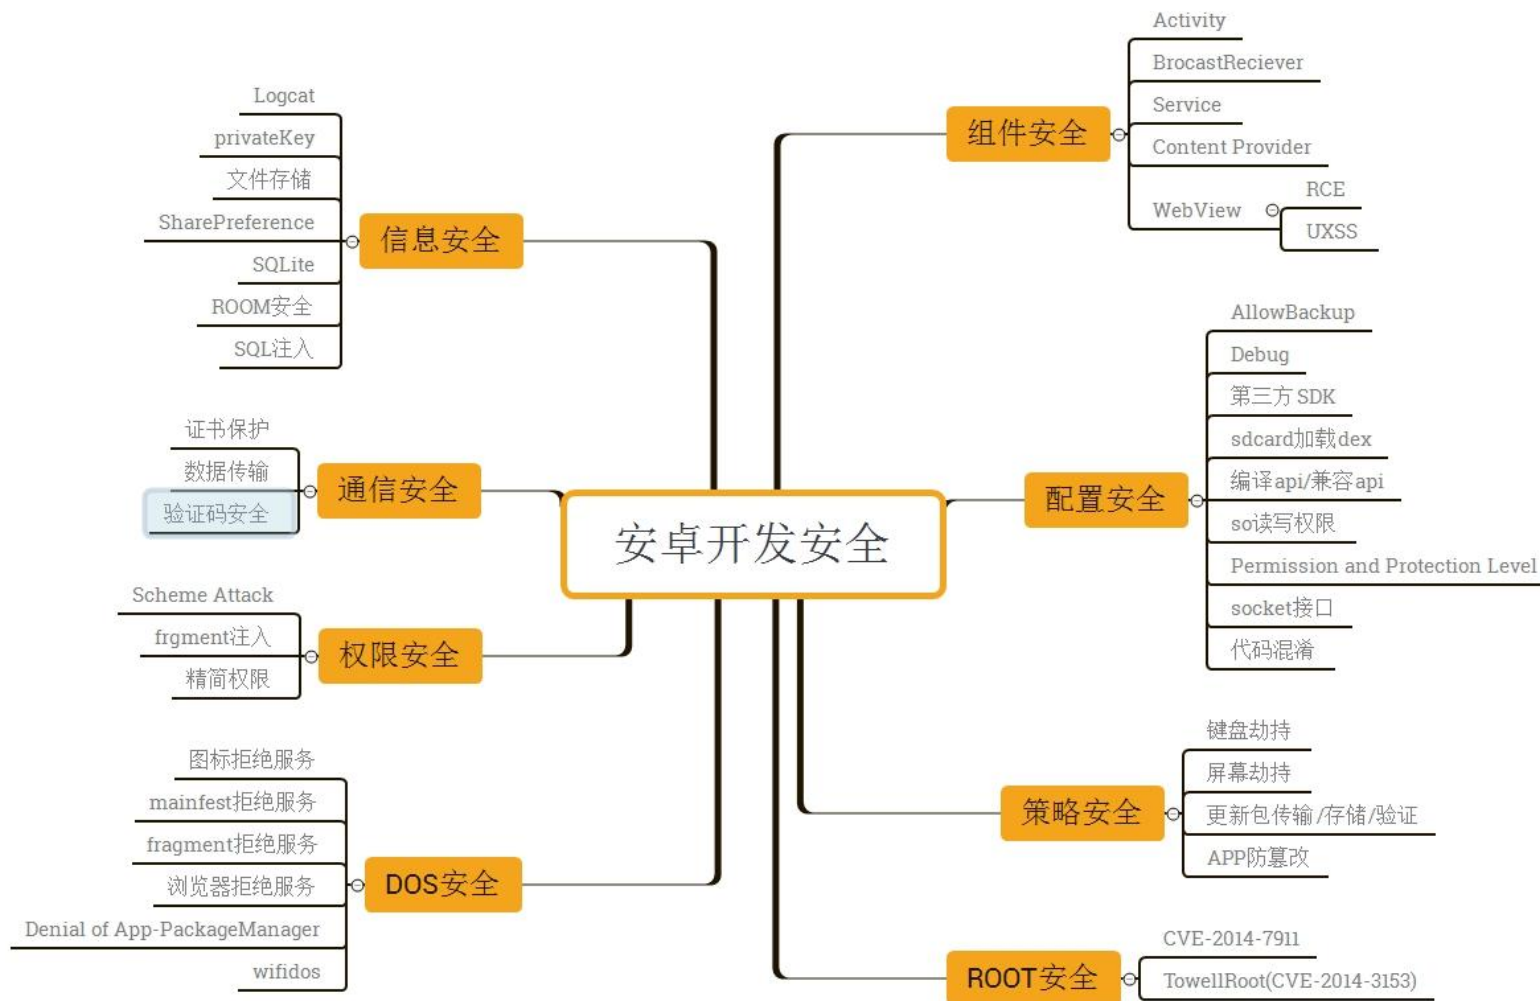 安卓开发安全
组件安全
Activity
BrocastReciever
Service
Content Provider
WebView
RCE
UXSS
配置安全
AllowBackup
Debug
第三方SDK
sdcard加载dex
编译api/兼容api
so读写权限
Permission and Protection Level
socket接口
代码混淆
策略安全
键盘劫持
屏幕劫持
更新包传输/存储/验证
APP防篡改
ROOT安全
CVE-2014-7911
TowellRoot(CVE-2014-3153)
信息安全
Logcat
privateKey
文件存储
SharePreference
SQLite
ROOM安全
SQL注入
通信安全
证书保护
数据传输
验证码安全
权限安全
Scheme Attack
frgment注入
精简权限
DOS安全
图标拒绝服务
mainfest拒绝服务
fragment拒绝服务
浏览器拒绝服务
Denial of App-PackageManager
wifidos